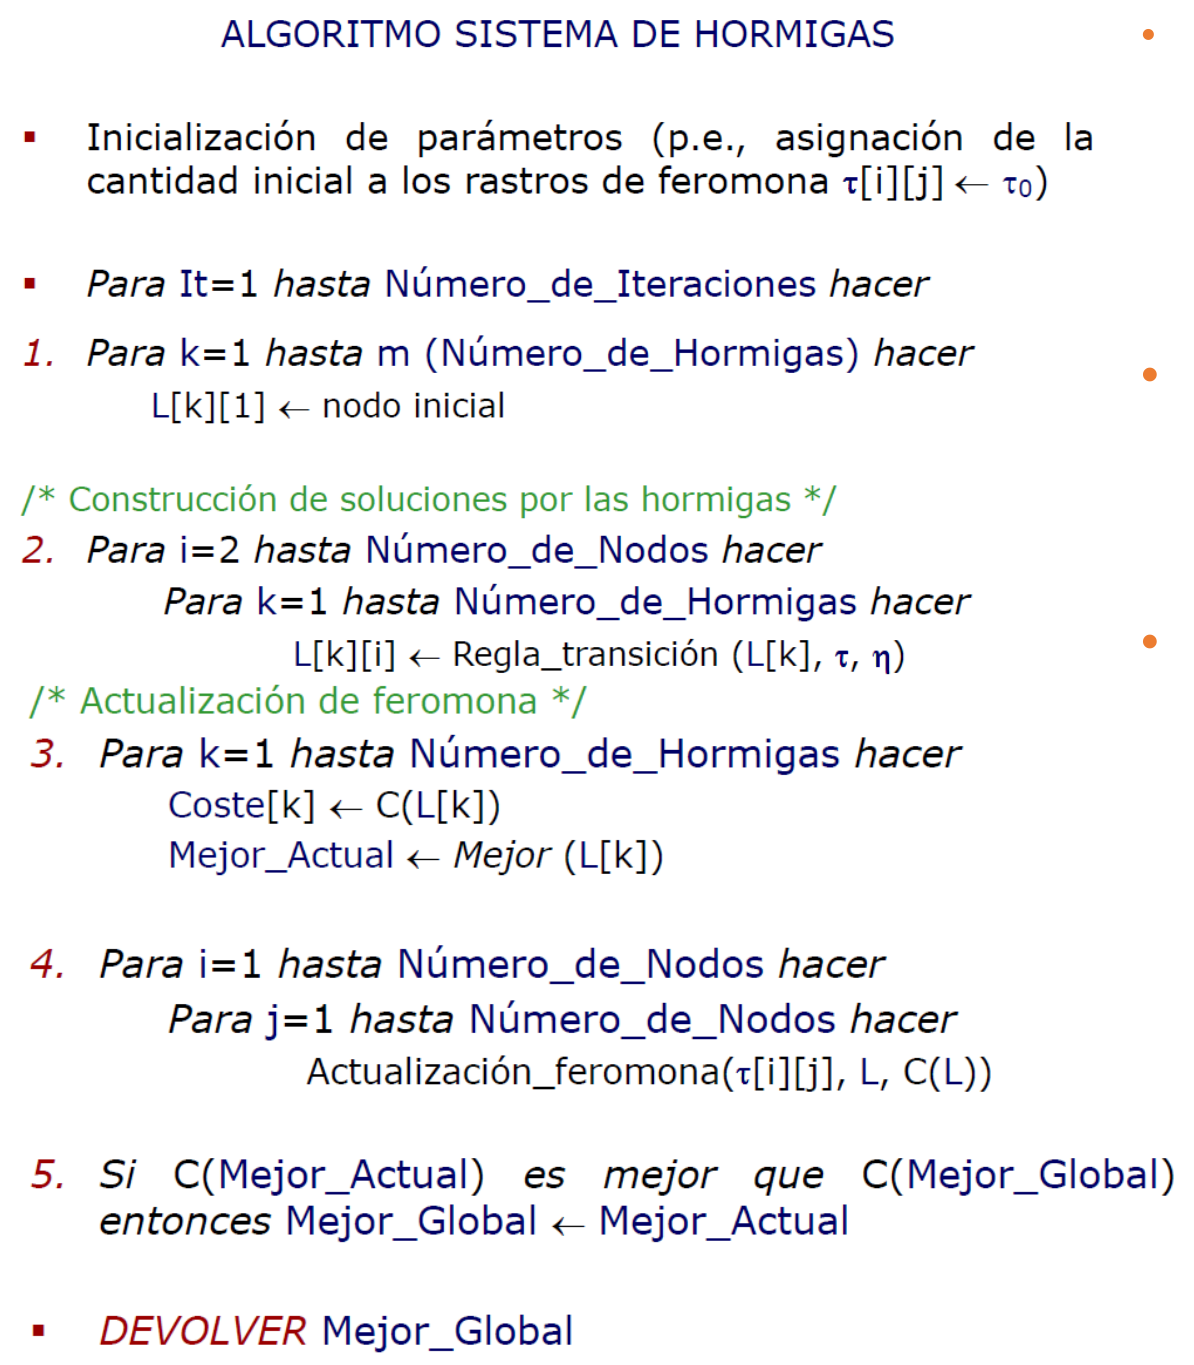 ALGORITMO SISTEMA DE HORMIGAS
▪ Inicialización de parámetros (p.e., asignación de la
cantidad inicial a los rastros de feromona τ[i][j] ← τ₀)
▪ Para It=1 hasta Número_de_Iteraciones hacer
1. Para k=1 hasta m (Número_de_Hormigas) hacer
L[k][1] ← nodo inicial
/* Construcción de soluciones por las hormigas */
2. Para i=2 hasta Número_de_Nodos hacer
Para k=1 hasta Número_de_Hormigas hacer
L[k][i] ← Regla_transición (L[k], τ, η)
/* Actualización de feromona */
3. Para k=1 hasta Número_de_Hormigas hacer
Coste[k] ← C(L[k])
Mejor_Actual ← Mejor (L[k])
4. Para i=1 hasta Número_de_Nodos hacer
Para j=1 hasta Número_de_Nodos hacer
Actualización_feromona(τ[i][j], L, C(L))
5. Si C(Mejor_Actual) es mejor que C(Mejor_Global)
entonces Mejor_Global ← Mejor_Actual
▪ DEVOLVER Mejor_Global